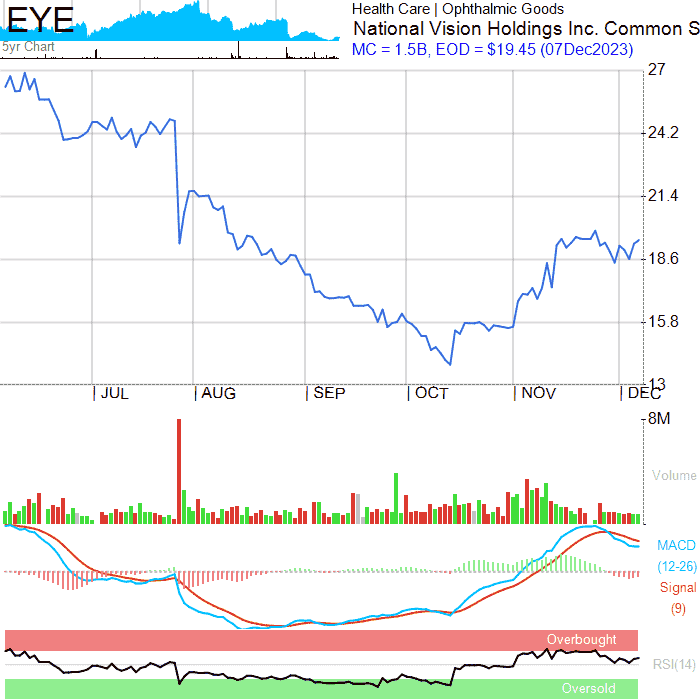 EYE
5yr Chart
Health Care | Ophthalmic Goods
National Vision Holdings Inc. Common S
MC = 1.5B, EOD = $19.45 (07Dec2023)
27
24.2
21.4
18.6
15.8
13
JUL AUG SEP OCT NOV DEC
8M
Volume
MACD
(12-26)
Signal
(9)
Overbought
RSI(14)
Oversold